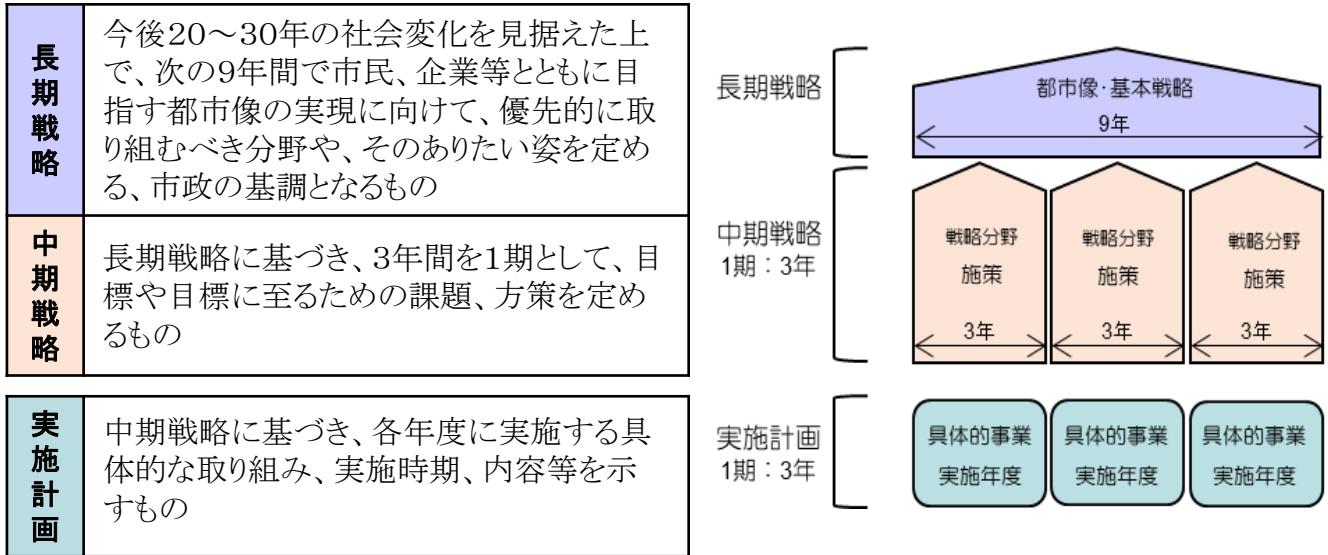 長期戦略
今後20～30年の社会変化を見据えた上
で、次の9年間で市民、企業等とともに目
指す都市像の実現に向けて、優先的に取
り組むべき分野や、そのありたい姿を定め
る、市政の基調となるもの
中期戦略
長期戦略に基づき、3年間を1期として、目
標や目標に至るための課題、方策を定め
るもの
実施計画
中期戦略に基づき、各年度に実施する具
体的な取り組み、実施時期、内容等を示
すもの
長期戦略
都市像・基本戦略
9年
中期戦略
1期：3年
戦略分野
施策
3年
戦略分野
施策
3年
戦略分野
施策
3年
実施計画
1期：3年
具体的事業
実施年度
具体的事業
実施年度
具体的事業
実施年度